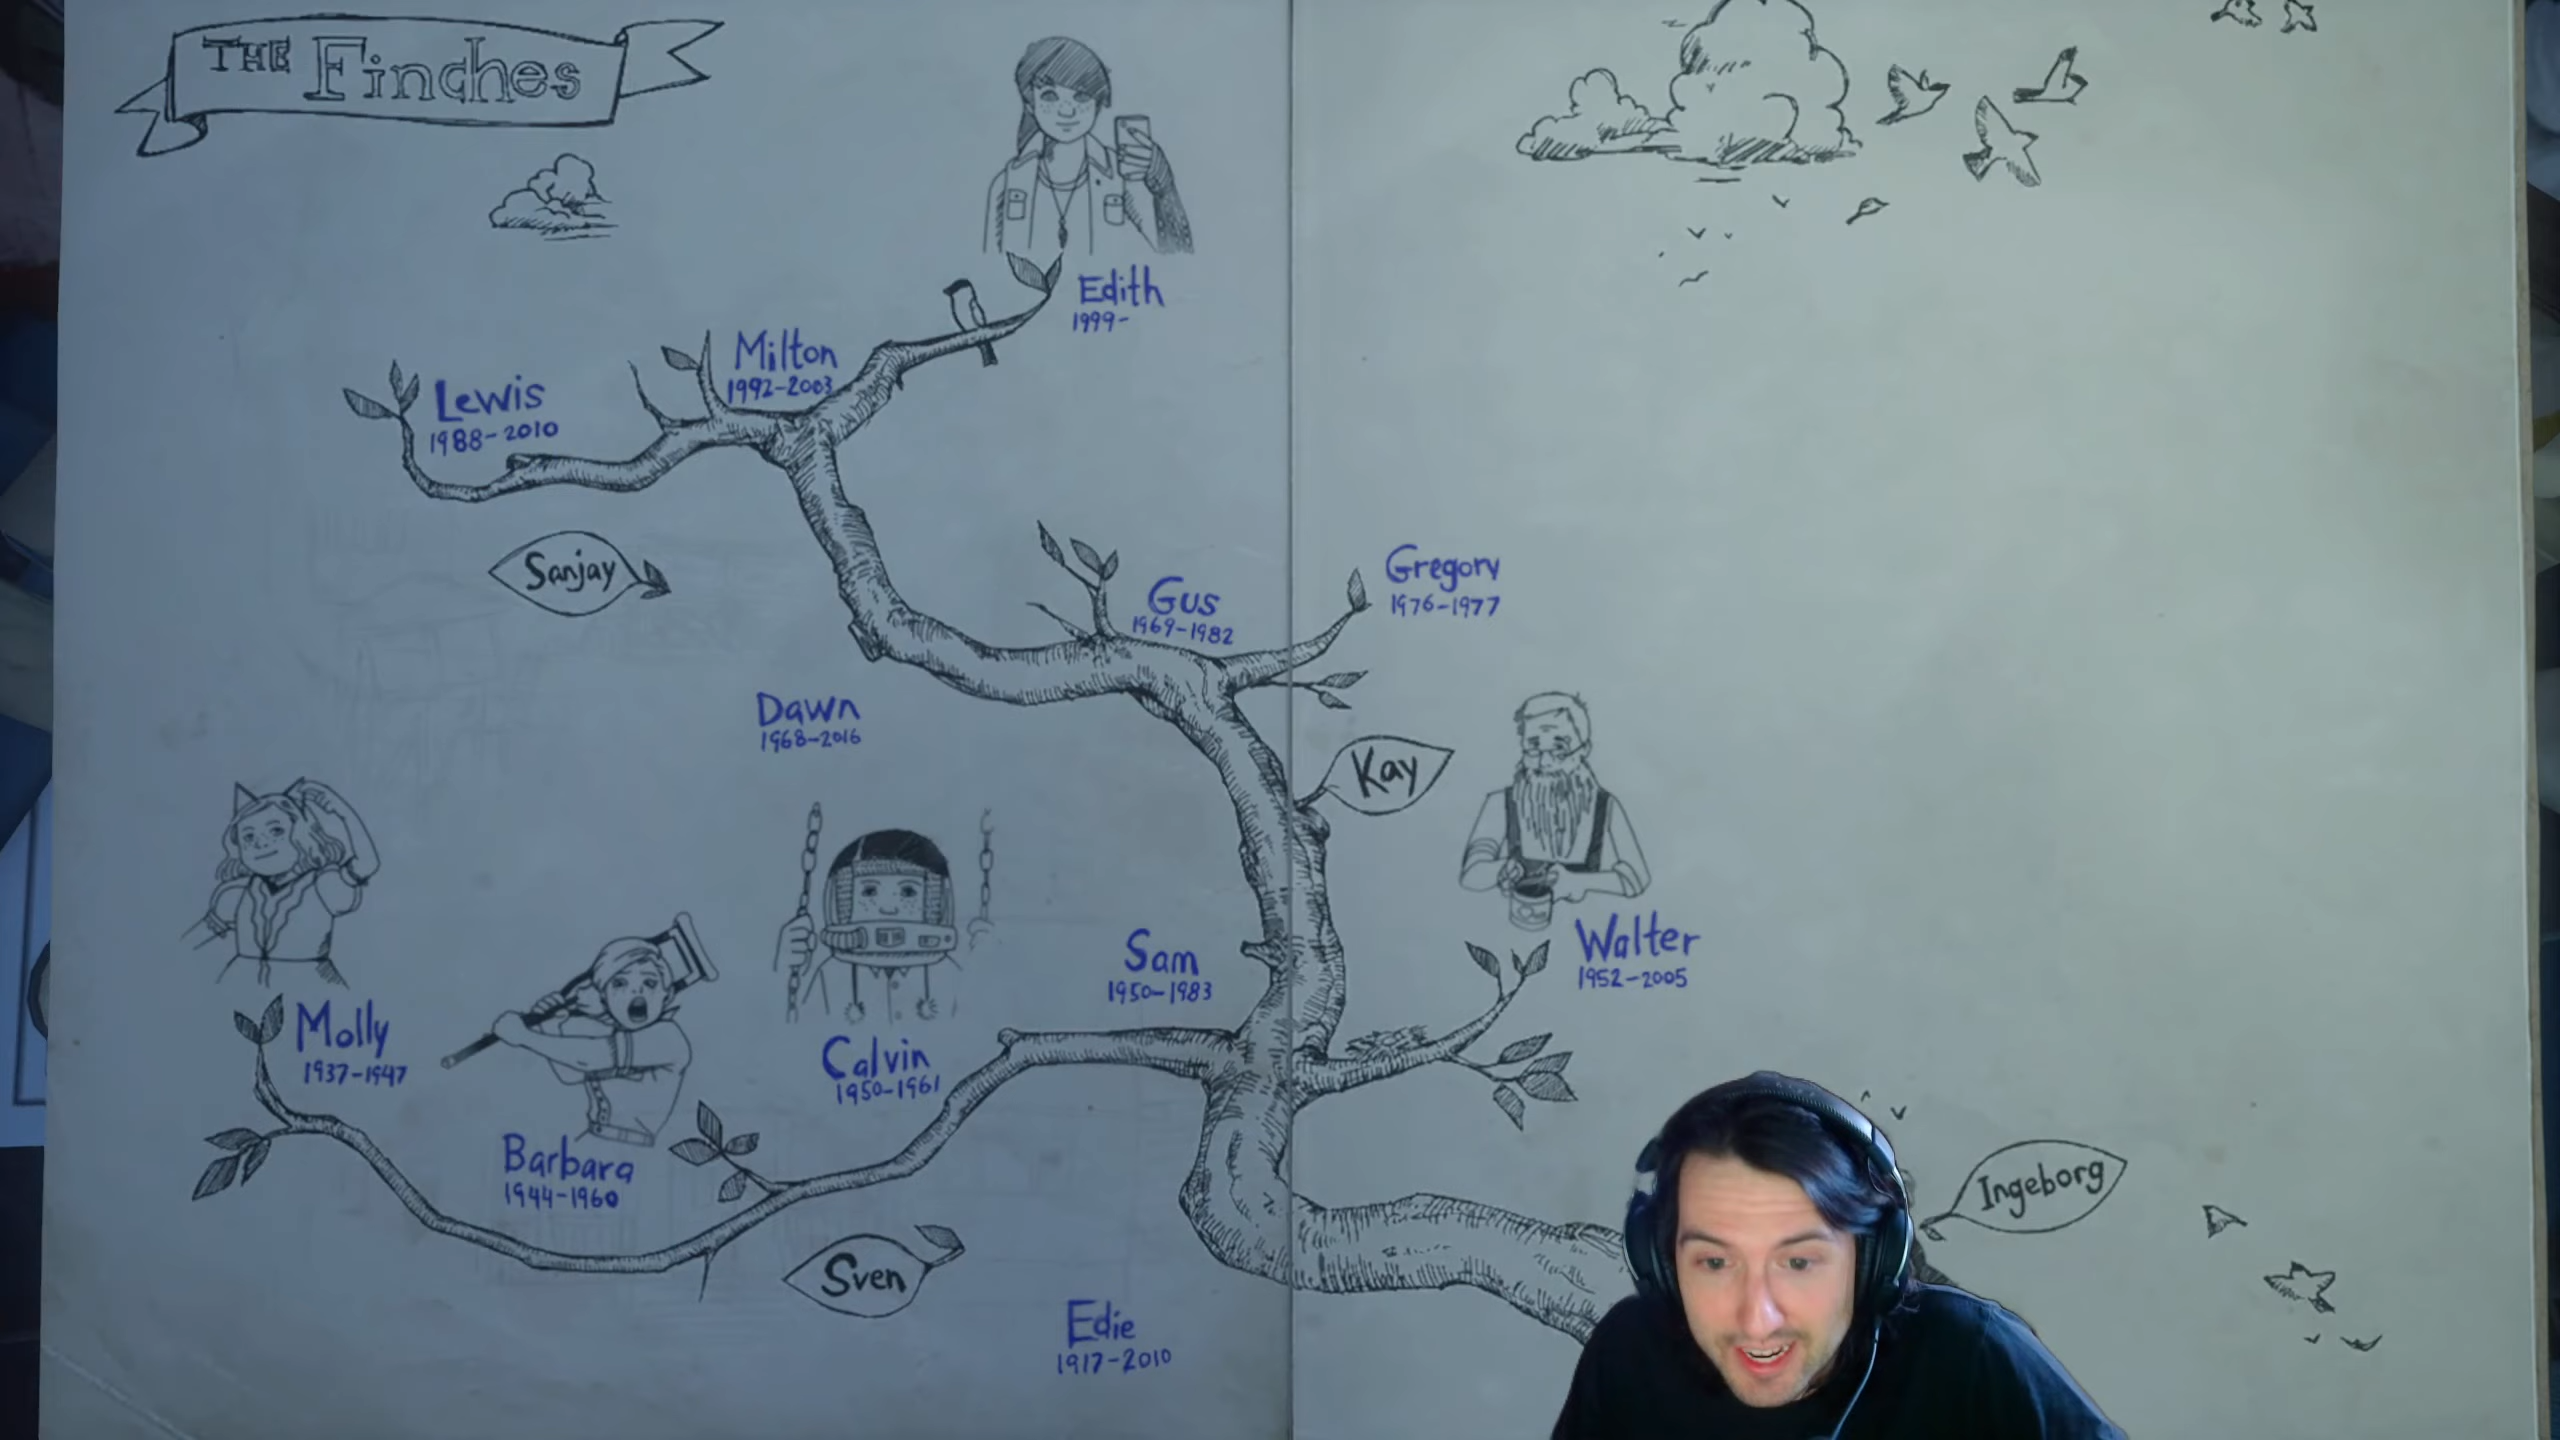 THE Finches
Edith
1999-
Milton
1992-2003
Lewis
1988-2010
Sanjay
Gregory
1976-1977
Gus
1969-1982
Dawn
1968-2016
Kay
Walter
1952-2005
Sam
1950-1983
Calvin
1950-1961
Molly
1937-1947
Barbara
1944-1960
Ingeborg
Sven
Edie
1917-2010